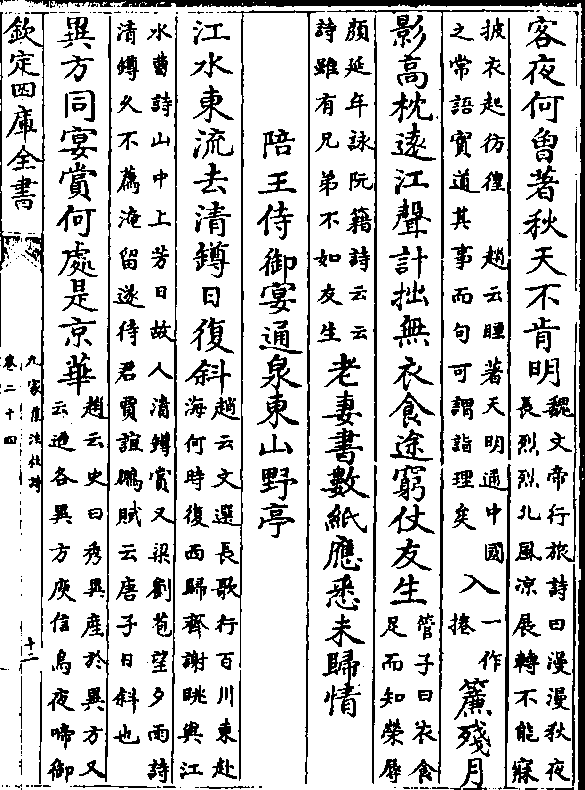 客夜何曽著秋天不肯明魏文帝行旅詩曰漫漫秋夜
長烈烈北風凉展轉不能寐
披衣起彷徨 趙云睡著天明通中國
之常語實道其事而句可謂詣理矣
入一作捲簾殘月
影高枕逺江聲計拙無衣食途窮仗友生管子曰衣食
足而知榮辱
顔延年詠阮籍詩云云
詩雖有兄弟不如友生
老妻書數紙應悉未歸情
陪王侍御宴通泉東山野亭
江水東流去清罇日復斜趙云文選長歌行百川東赴
海何時復西歸齊謝眺與江
水曹詩山中上芳日故人清罇賞又梁劉苞望夕雨詩
清罇久不薦淹留遂待君賈誼鵩賦云唐子日斜也
異方同宴賞何處是京華趙云史曰秀異產於異方又
云遊各異方庾信烏夜啼御
欽定四庫全書
九家集注杜詩
卷二十四
十二